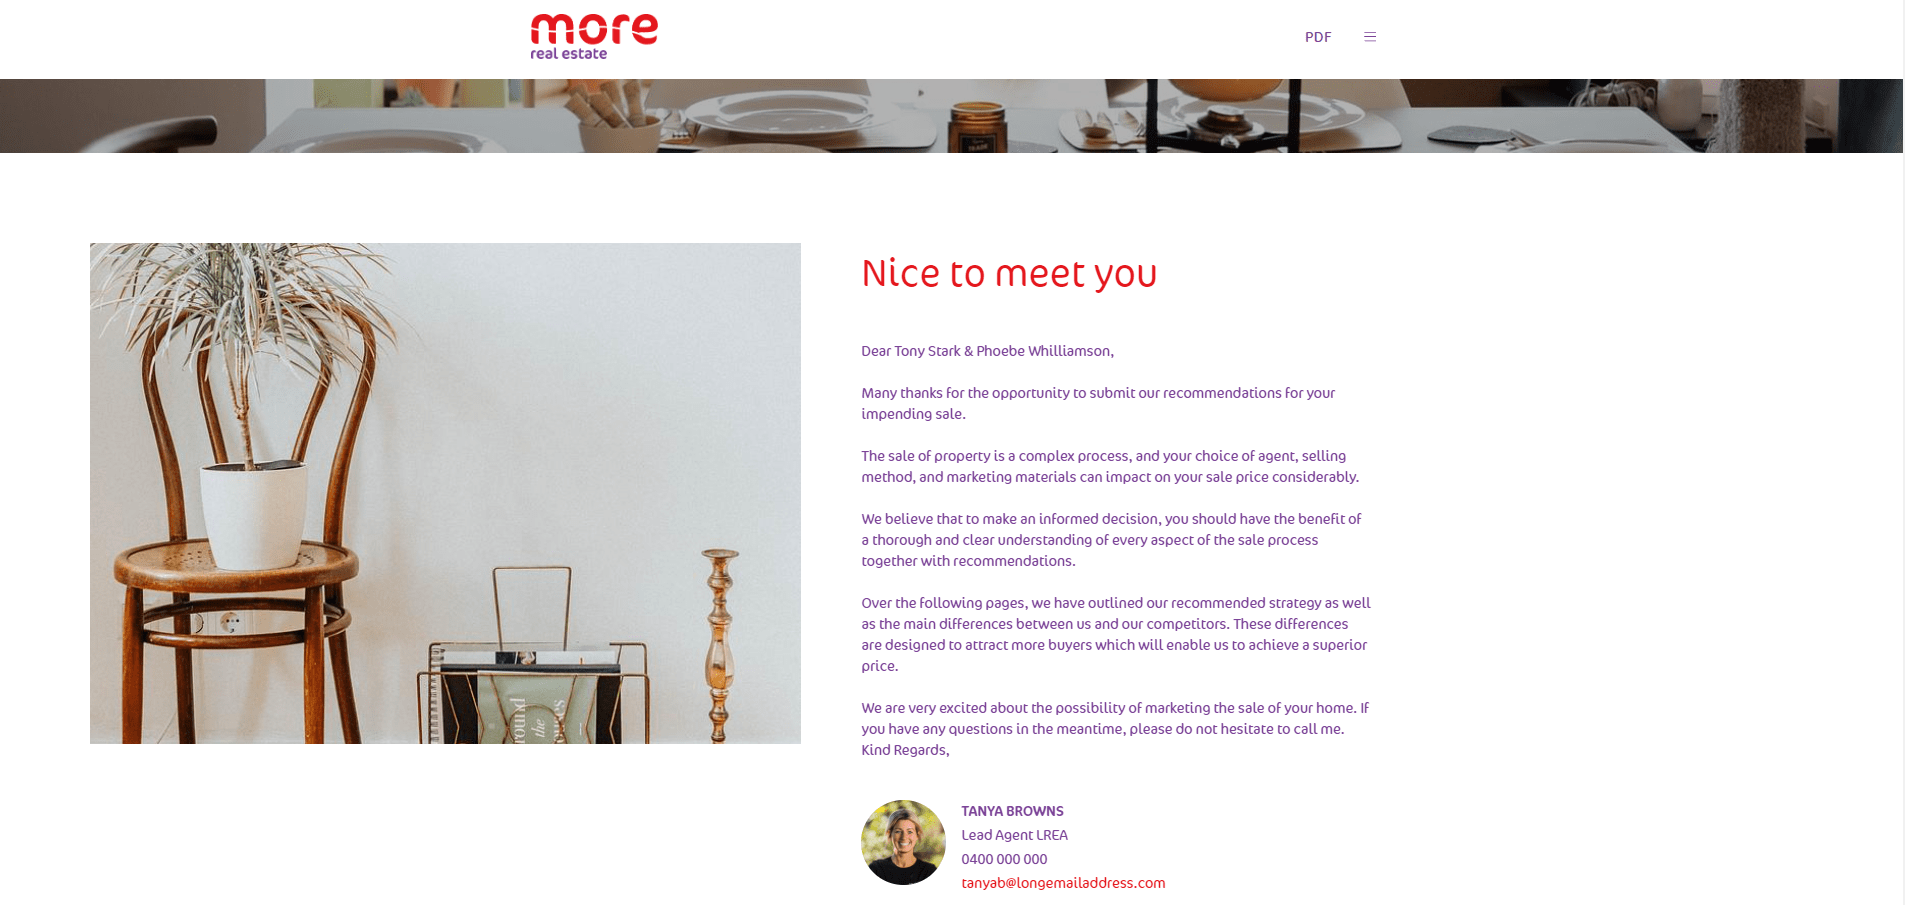 more
real estate
PDF
Nice to meet you
Dear Tony Stark & Phoebe Whilliamson,
Many thanks for the opportunity to submit our recommendations for your
impending sale.
The sale of property is a complex process, and your choice of agent, selling
method, and marketing materials can impact on your sale price considerably.
We believe that to make an informed decision, you should have the benefit of
a thorough and clear understanding of every aspect of the sale process
together with recommendations.
Over the following pages, we have outlined our recommended strategy as well
as the main differences between us and our competitors. These differences
are designed to attract more buyers which will enable us to achieve a superior
price.
We are very excited about the possibility of marketing the sale of your home. If
you have any questions in the meantime, please do not hesitate to call me.
Kind Regards,
TANYA BROWNS
Lead Agent LREA
0400 000 000
tanyab@longemailaddress.com